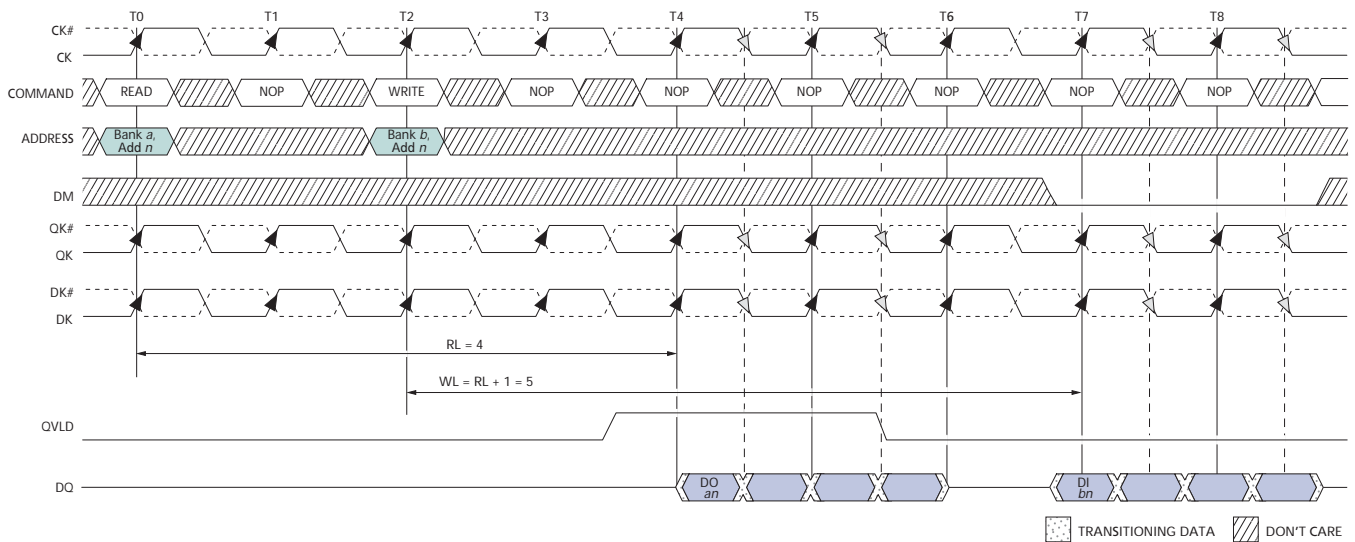 T0 T1 T2 T3 T4 T5 T6 T7 T8
CK#
CK
COMMAND READ NOP WRITE NOP NOP NOP NOP NOP NOP
ADDRESS Bank a, Bank b,
Add n Add n
DM
QK#
QK
DK#
DK
RL = 4
WL = RL + 1 = 5
QVLD
DQ DO DI
an bn
TRANSITIONING DATA DON'T CARE